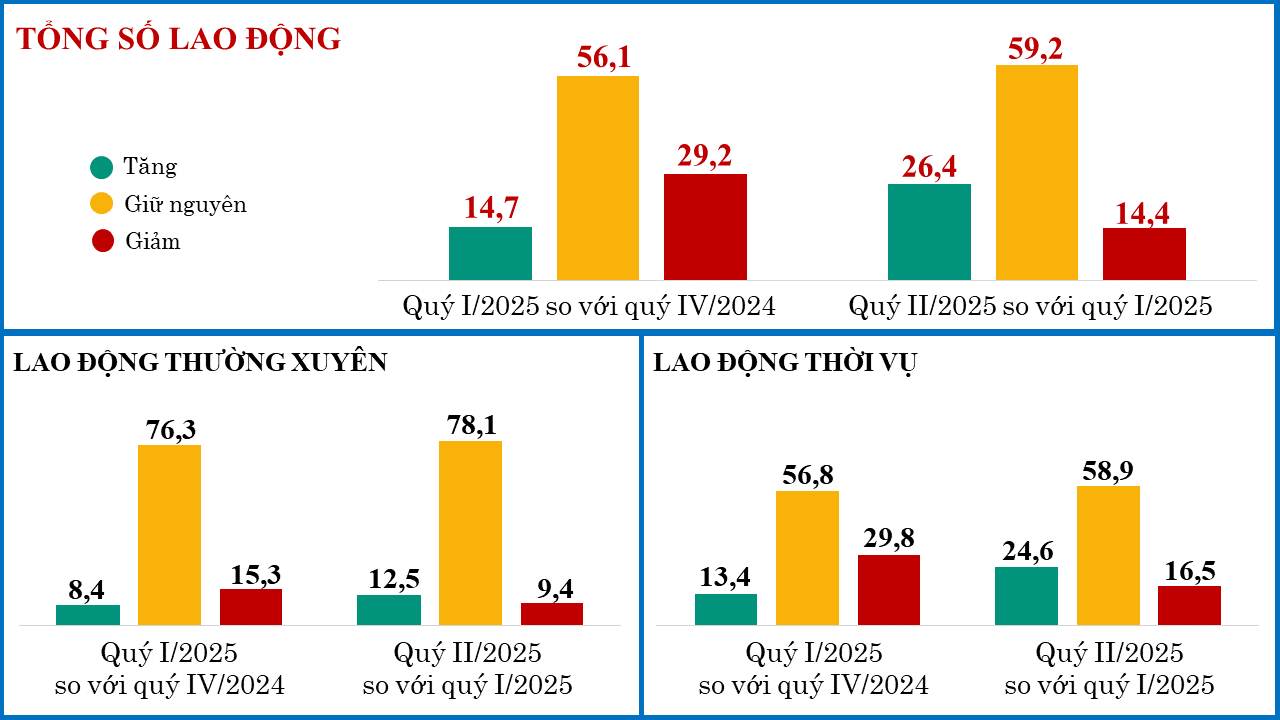 TỔNG SỐ LAO ĐỘNG
Tăng
Giữ nguyên
Giảm
14,7
56,1
29,2
26,4
59,2
14,4
Quý I/2025 so với quý IV/2024
Quý II/2025 so với quý I/2025
LAO ĐỘNG THƯỜNG XUYÊN
8,4
76,3
15,3
12,5
78,1
9,4
Quý I/2025
so với quý IV/2024
Quý II/2025
so với quý I/2025
LAO ĐỘNG THỜI VỤ
13,4
56,8
29,8
24,6
58,9
16,5
Quý I/2025
so với quý IV/2024
Quý II/2025
so với quý I/2025